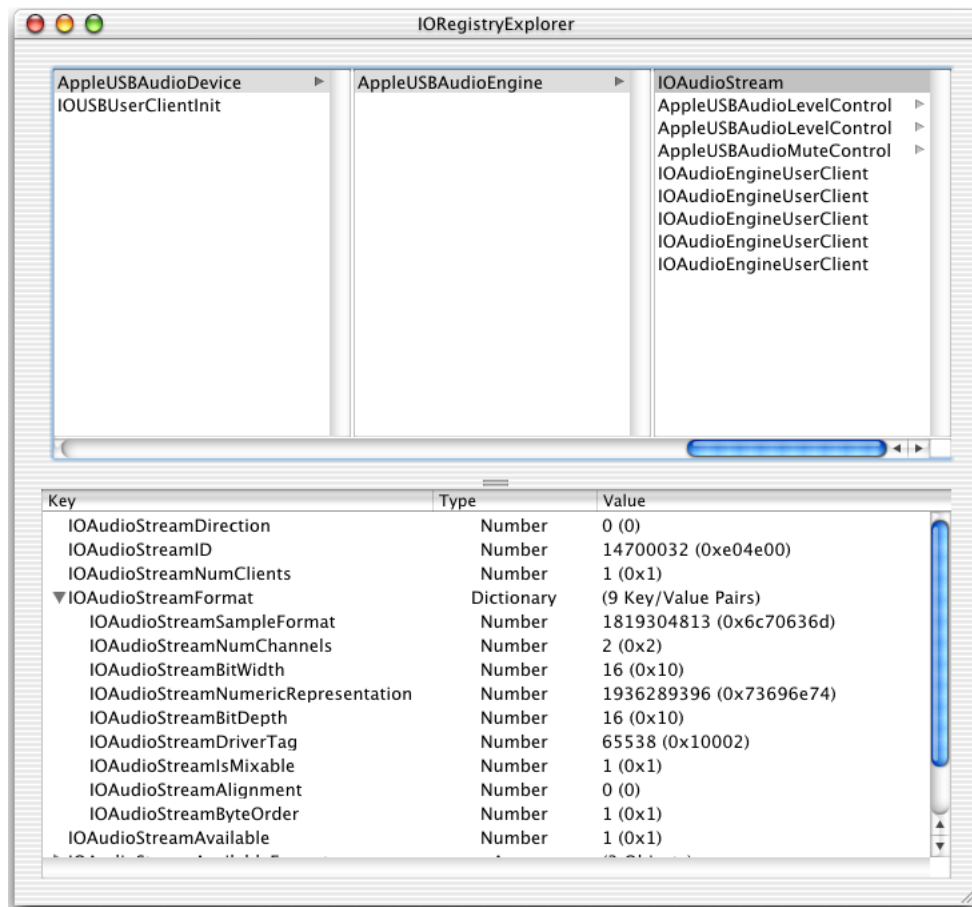 IORegistryExplorer
AppleUSBAudioDevice
IOUSBUserClientInit
AppleUSBAudioEngine
IOAudioStream
AppleUSBAudioLevelControl
AppleUSBAudioLevelControl
AppleUSBAudioMuteControl
IOAudioEngineUserClient
IOAudioEngineUserClient
IOAudioEngineUserClient
IOAudioEngineUserClient
IOAudioEngineUserClient
Key Type Value
IOAudioStreamDirection Number 0 (0)
IOAudioStreamID Number 14700032 (0xe04e00)
IOAudioStreamNumClients Number 1 (0x1)
IOAudioStreamFormat Dictionary (9 Key/Value Pairs)
IOAudioStreamSampleFormat Number 1819304813 (0x6c70636d)
IOAudioStreamNumChannels Number 2 (0x2)
IOAudioStreamBitWidth Number 16 (0x10)
IOAudioStreamNumericRepresentation Number 1936289396 (0x73696e74)
IOAudioStreamBitDepth Number 16 (0x10)
IOAudioStreamDriverTag Number 65538 (0x10002)
IOAudioStreamIsMixable Number 1 (0x1)
IOAudioStreamAlignment Number 0 (0)
IOAudioStreamByteOrder Number 1 (0x1)
IOAudioStreamAvailable Number 1 (0x1)